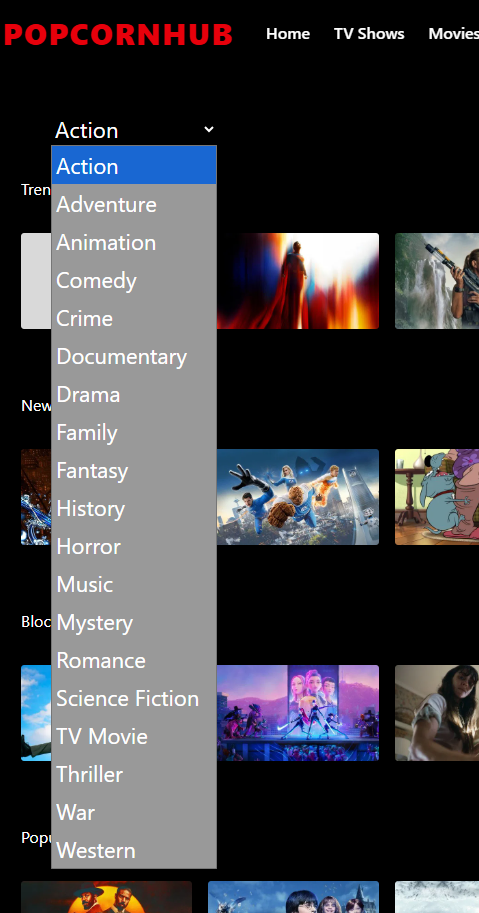 POPCORNHUB Home TV Shows Movies
Action
Action
Tren
Adventure
Animation
Comedy
Crime
Documentary
Drama
New
Family
Fantasy
History
Horror
Music
Mystery
Bloc
Romance
Science Fiction
TV Movie
Thriller
War
Popu
Western